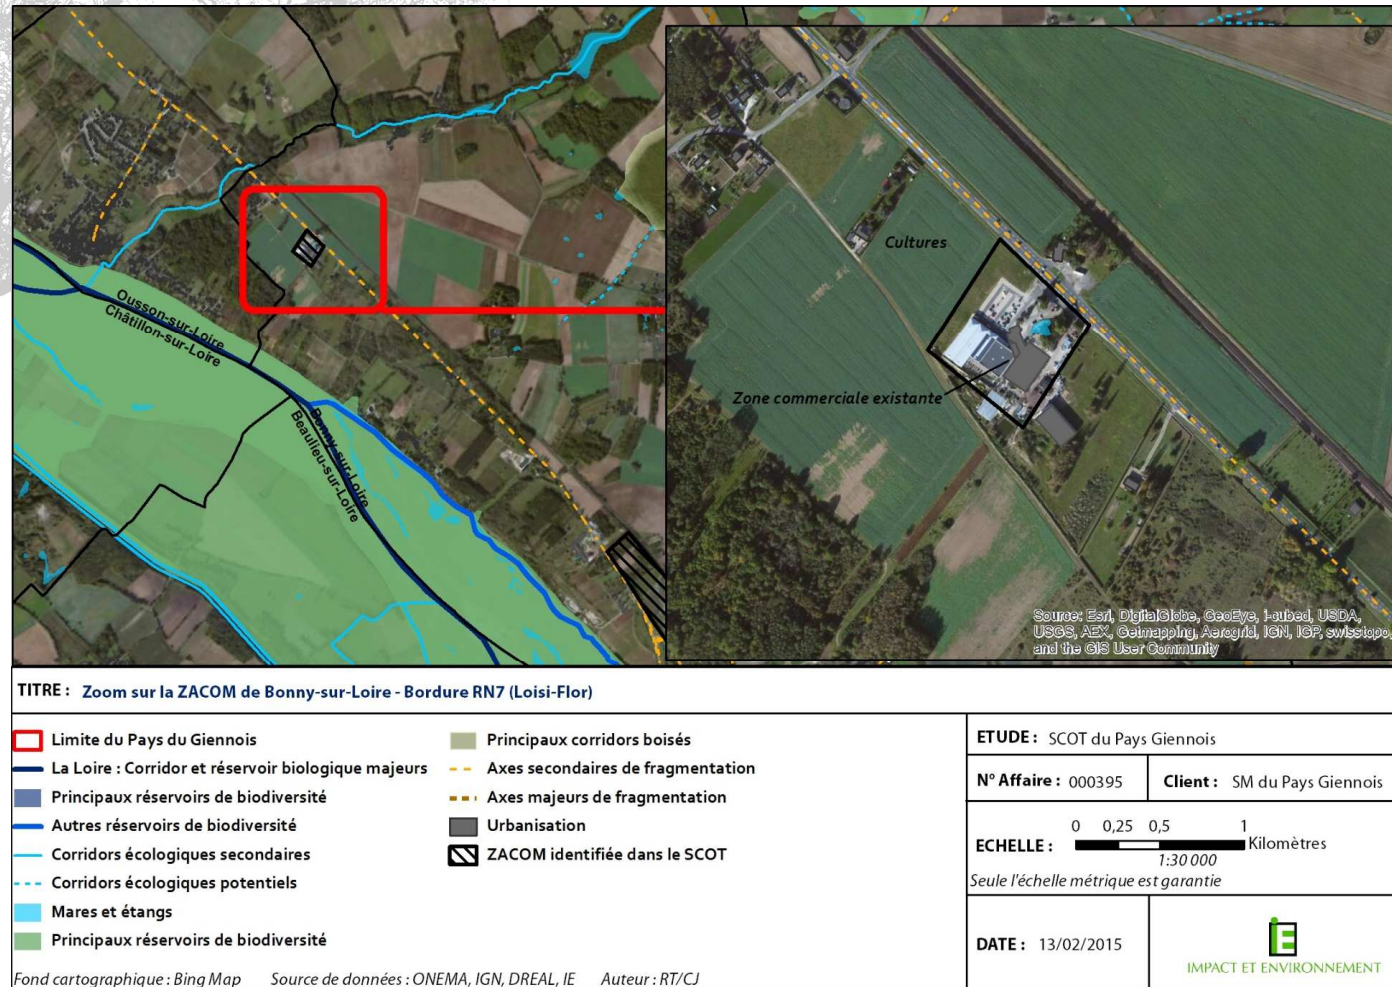 Ousson-sur-Loire
Châtillon-sur-Loire
Bonny-sur-Loire
Beaulieu-sur-Loire
Cultures
Zone commerciale existante
Source: Esri, DigitalGlobe, GeoEye, i-cubed, USDA,
USGS, AEX, Getmapping, Aerogrid, IGN, IGP, swisstopo,
and the GIS User Community
TITRE : Zoom sur la ZACOM de Bonny-sur-Loire - Bordure RN7 (Loisi-Flor)
Limite du Pays du Giennois
La Loire : Corridor et réservoir biologique majeurs
Principaux réservoirs de biodiversité
Autres réservoirs de biodiversité
Corridors écologiques secondaires
Corridors écologiques potentiels
Mares et étangs
Principaux réservoirs de biodiversité
Principaux corridors boisés
Axes secondaires de fragmentation
Axes majeurs de fragmentation
Urbanisation
ZACOM identifiée dans le SCOT
Fond cartographique : Bing Map Source de données : ONEMA, IGN, DREAL, IE Auteur : RT/CJ
ETUDE : SCOT du Pays Giennois
N° Affaire : 000395
Client : SM du Pays Giennois
0 0,25 0,5 1
ECHELLE : Kilomètres
1:30 000
Seule l'échelle métrique est garantie
DATE : 13/02/2015
iE
IMPACT ET ENVIRONNEMENT